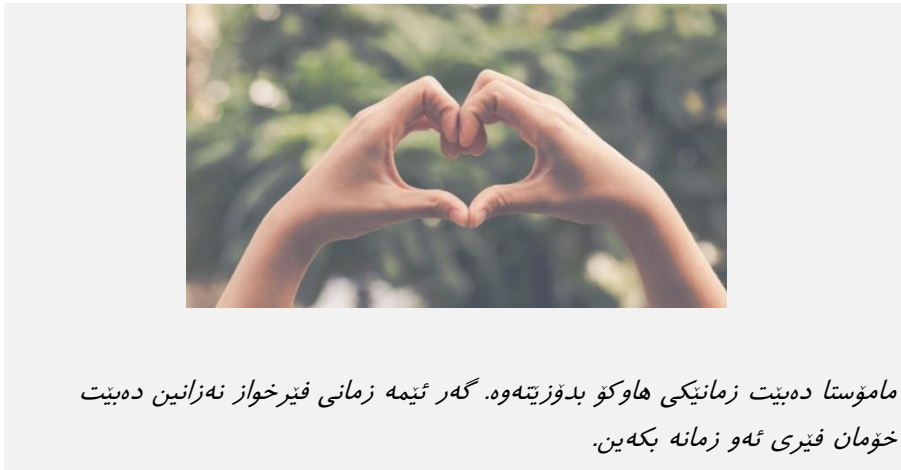 مامۆستا دەبێت زمانێکی هاوکۆ بدۆزێتەوە. گەر ئێمە زمانی فێرخواز نەزانین دەبێت
خۆمان فێری ئەو زمانە بکەین.